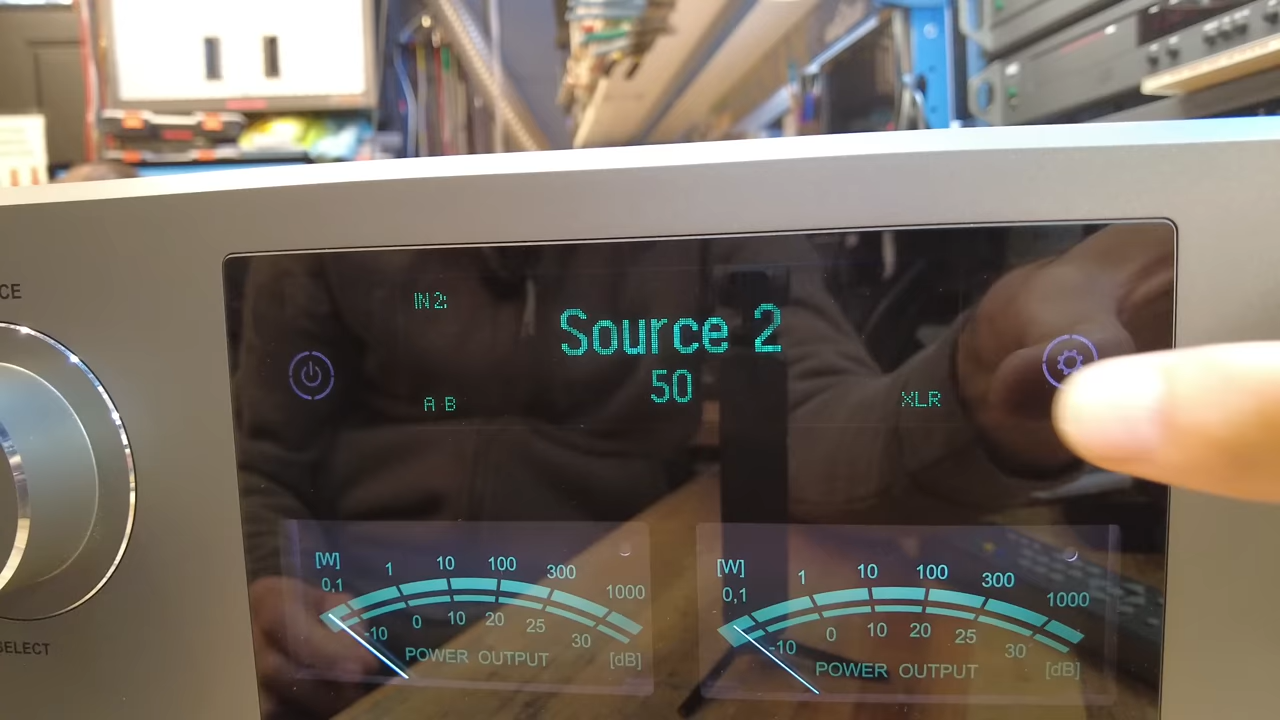 CE
IN 2:
Source 2
50
A B
XLR
SELECT
[W]
0,1
1
10
100
300
1000
-10
0
10
20
25
30
[dB]
POWER OUTPUT
[W]
0,1
1
10
100
300
1000
-10
0
10
20
25
30
[dB]
POWER OUTPUT